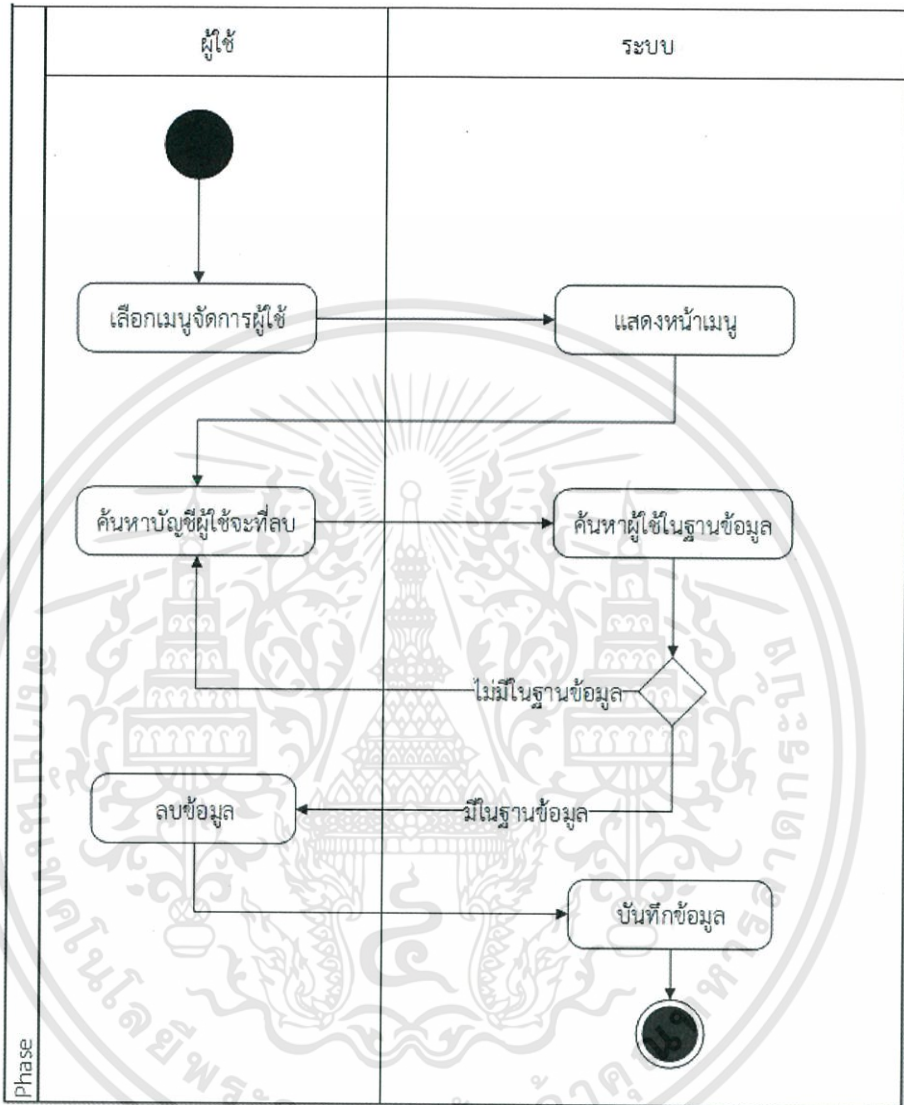 ผู้ใช้
ระบบ
เลือกเมนูจัดการผู้ใช้
แสดงหน้าเมนู
ค้นหาบัญชีผู้ใช้จะที่ลบ
ค้นหาผู้ใช้ในฐานข้อมูล
ไม่มีในฐานข้อมูล
มีในฐานข้อมูล
ลบข้อมูล
บันทึกข้อมูล
Phase